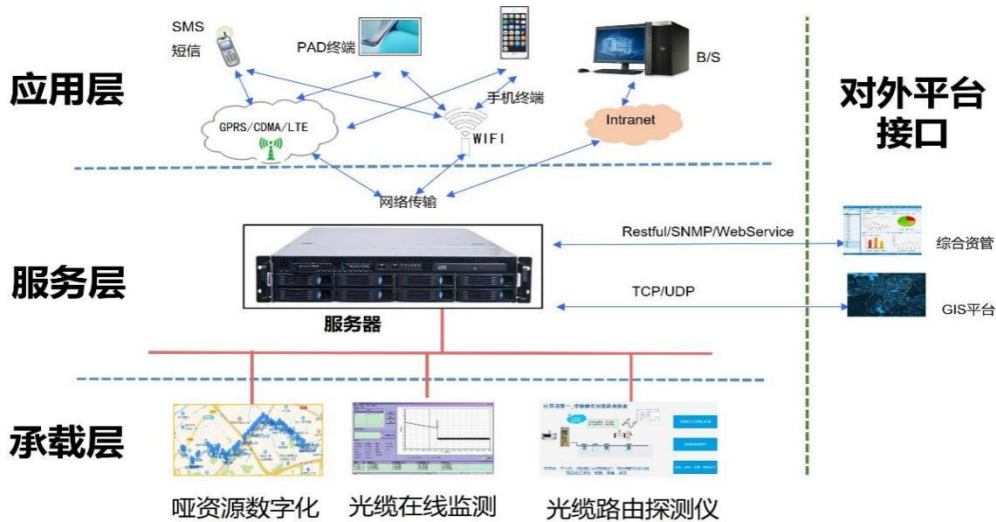 SMS
短信
PAD终端
B/S
应用层
手机终端
GPRS/CDMA/LTE
WIFI
Intranet
对外平台
接口
网络传输
Restful/SNMP/WebService
综合资管
服务层
TCP/UDP
GIS平台
服务器
承载层
哑资源数字化
光缆在线监测
光缆路由探测仪